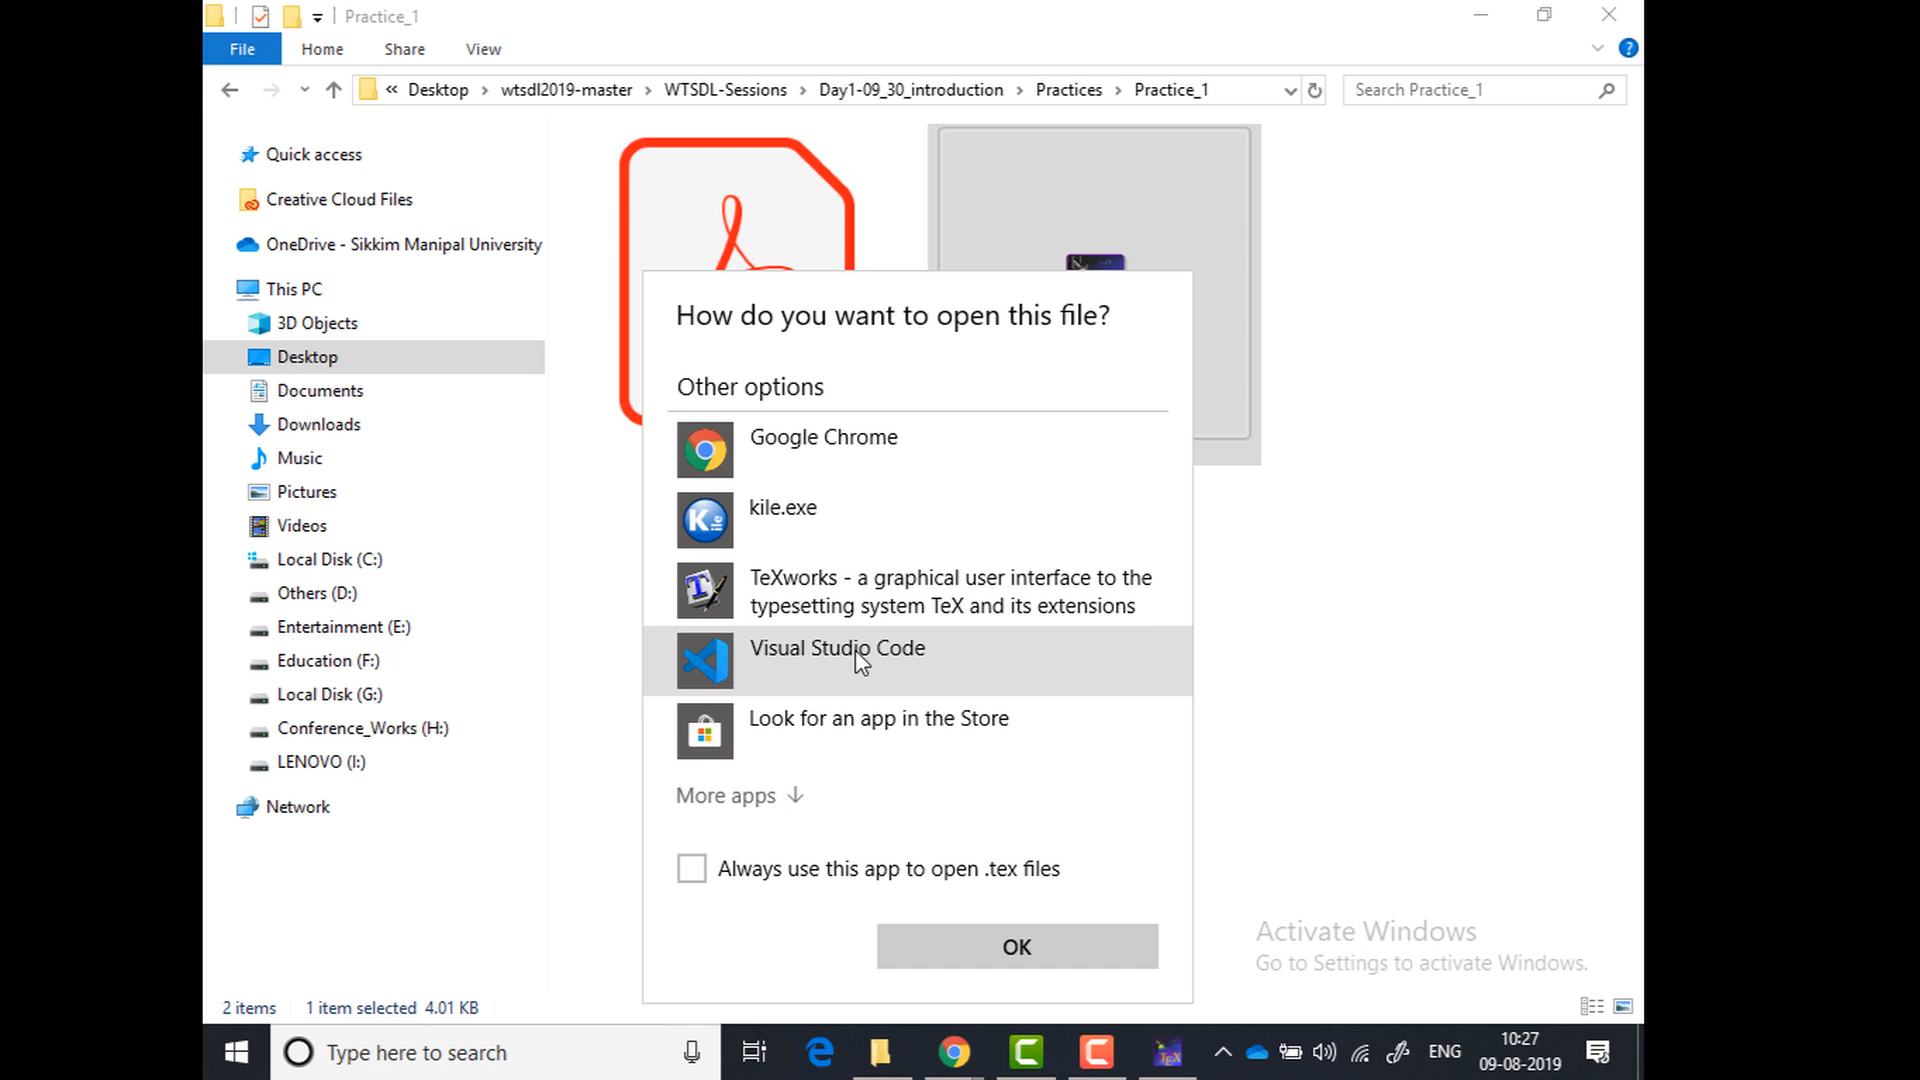 Practice_1
File Home Share View
« Desktop wtsdl2019-master WTSDL-Sessions Day1-09_30_introduction Practices Practice_1
Search Practice_1
Quick access
Creative Cloud Files
OneDrive - Sikkim Manipal University
This PC
3D Objects
Desktop
Documents
Downloads
Music
Pictures
Videos
Local Disk (C:)
Others (D:)
Entertainment (E:)
Education (F:)
Local Disk (G:)
Conference_Works (H:)
LENOVO (I:)
Network
How do you want to open this file?
Other options
Google Chrome
kile.exe
TeXworks - a graphical user interface to the
typesetting system TeX and its extensions
Visual Studio Code
Look for an app in the Store
More apps
Always use this app to open .tex files
OK
Activate Windows
Go to Settings to activate Windows.
2 items 1 item selected 4.01 KB
Type here to search
ENG
10:27
09-08-2019